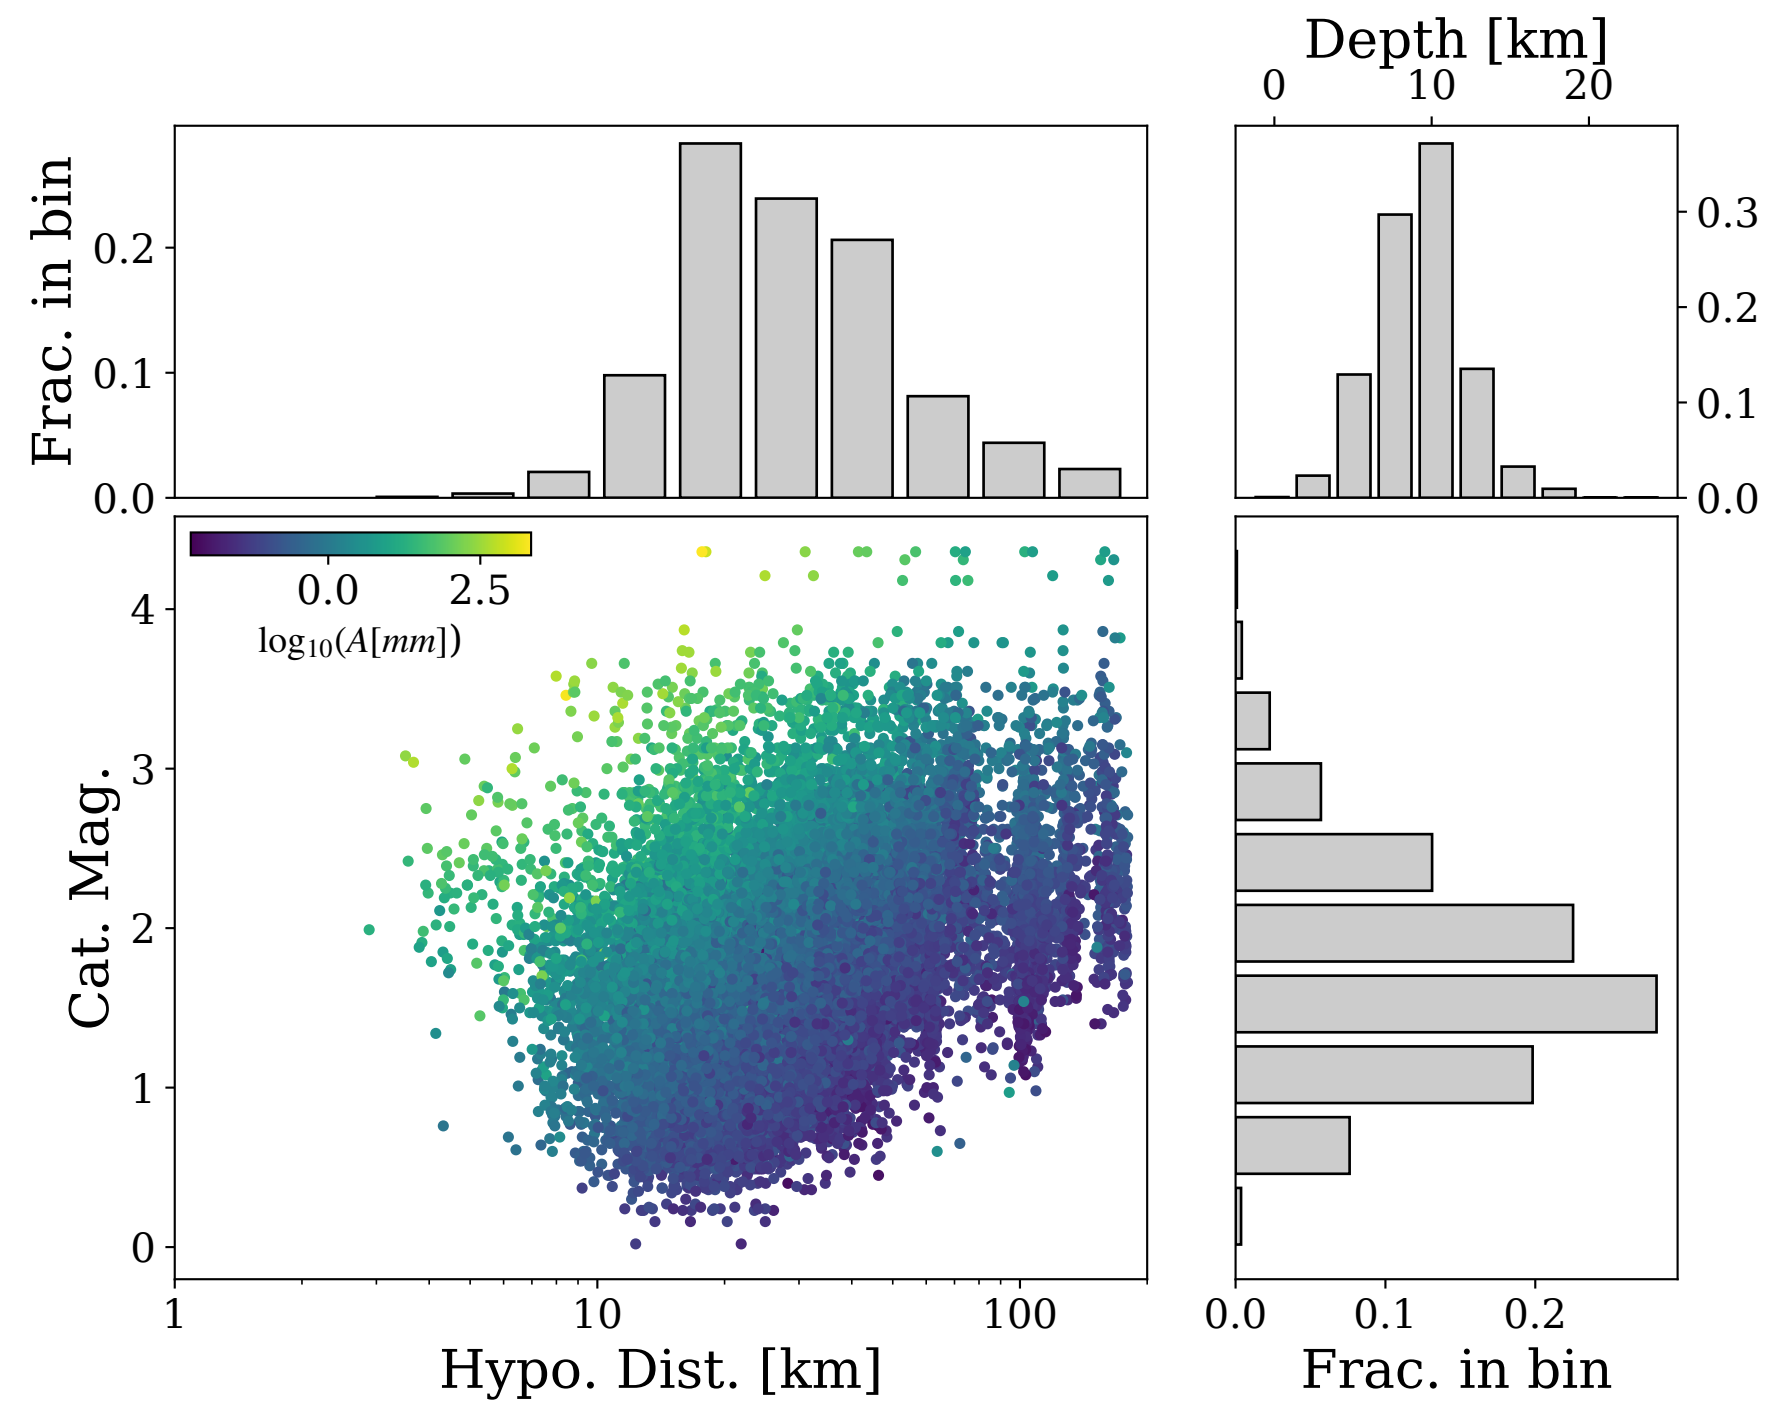 Depth [km]
0 10 20
Frac. in bin
0.2
0.1
0.0
0.3
0.2
0.1
0.0
0.0 2.5
log₁₀(A[mm])
Cat. Mag.
4
3
2
1
0
1 10 100
Hypo. Dist. [km]
0.0 0.1 0.2
Frac. in bin